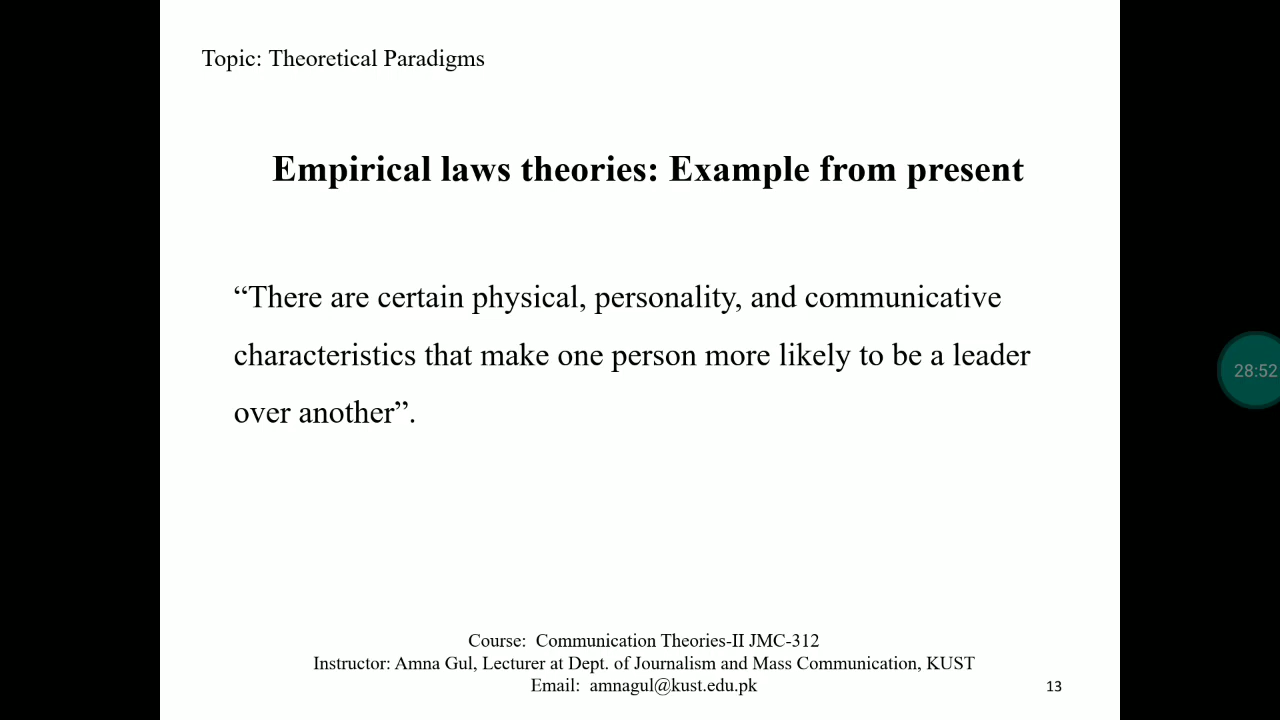 Topic: Theoretical Paradigms
Empirical laws theories: Example from present
“There are certain physical, personality, and communicative
characteristics that make one person more likely to be a leader
over another”.
28:52
Course:  Communication Theories-II JMC-312
Instructor: Amna Gul, Lecturer at Dept. of Journalism and Mass Communication, KUST
Email:  amnagul@kust.edu.pk
13